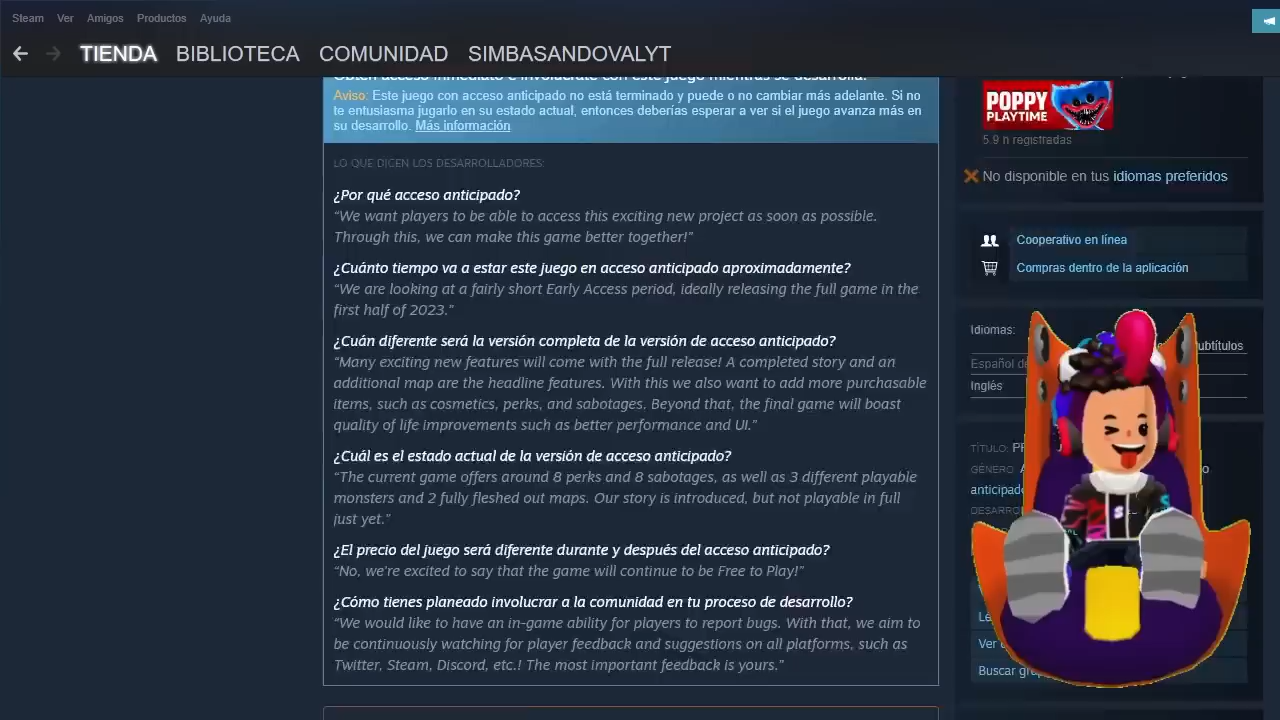 Steam Ver Amigos Productos Ayuda
TIENDA BIBLIOTECA COMUNIDAD SIMBASANDOVALYT
Obtén acceso inmediato e involúcrate con este juego mientras se desarrolla.
Aviso: Este juego con acceso anticipado no está terminado y puede o no cambiar más adelante. Si no
te entusiasma jugarlo en su estado actual, entonces deberías esperar a ver si el juego avanza más en
su desarrollo. Más información
LO QUE DICEN LOS DESARROLLADORES:
¿Por qué acceso anticipado?
“We want players to be able to access this exciting new project as soon as possible.
Through this, we can make this game better together!”
¿Cuánto tiempo va a estar este juego en acceso anticipado aproximadamente?
“We are looking at a fairly short Early Access period, ideally releasing the full game in the
first half of 2023.”
¿Cuán diferente será la versión completa de la versión de acceso anticipado?
“Many exciting new features will come with the full release! A completed story and an
additional map are the headline features. With this we also want to add more purchasable
items, such as cosmetics, perks, and sabotages. Beyond that, the final game will boast
quality of life improvements such as better performance and UI.”
¿Cuál es el estado actual de la versión de acceso anticipado?
“The current game offers around 8 perks and 8 sabotages, as well as 3 different playable
monsters and 2 fully fleshed out maps. Our story is introduced, but not playable in full
just yet.”
¿El precio del juego será diferente durante y después del acceso anticipado?
“No, we're excited to say that the game will continue to be Free to Play!”
¿Cómo tienes planeado involucrar a la comunidad en tu proceso de desarrollo?
“We would like to have an in-game ability for players to report bugs. With that, we aim to
be continuously watching for player feedback and suggestions on all platforms, such as
Twitter, Steam, Discord, etc.! The most important feedback is yours.”
POPPY
PLAYTIME
5.9 h registradas
No disponible en tus idiomas preferidos
Cooperativo en línea
Compras dentro de la aplicación
Idiomas:
Español de
Inglés
TÍTULO:
GÉNERO:
Ver
Buscar